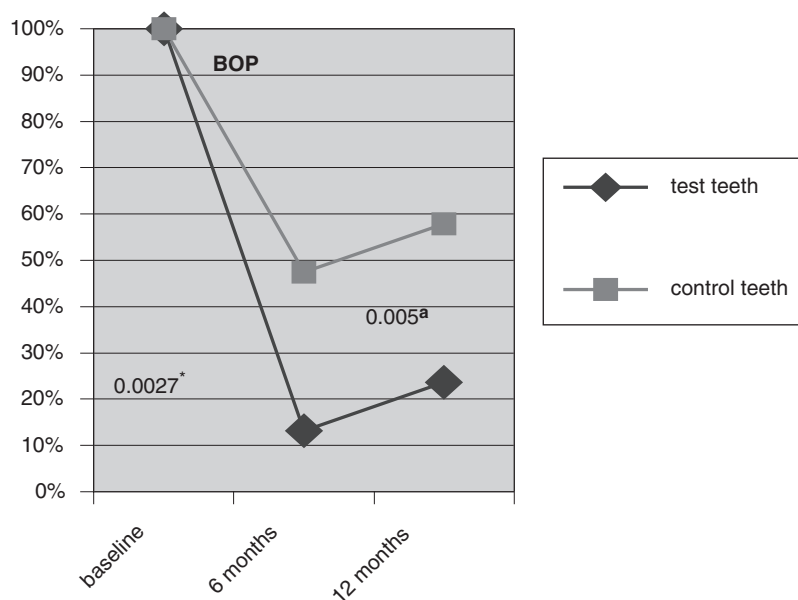 100%
BOP
90%
80%
70%
test teeth
60%
50%
control teeth
40%
0.005ᵃ
30%
0.0027*
20%
10%
0%
baseline
6 months
12 months